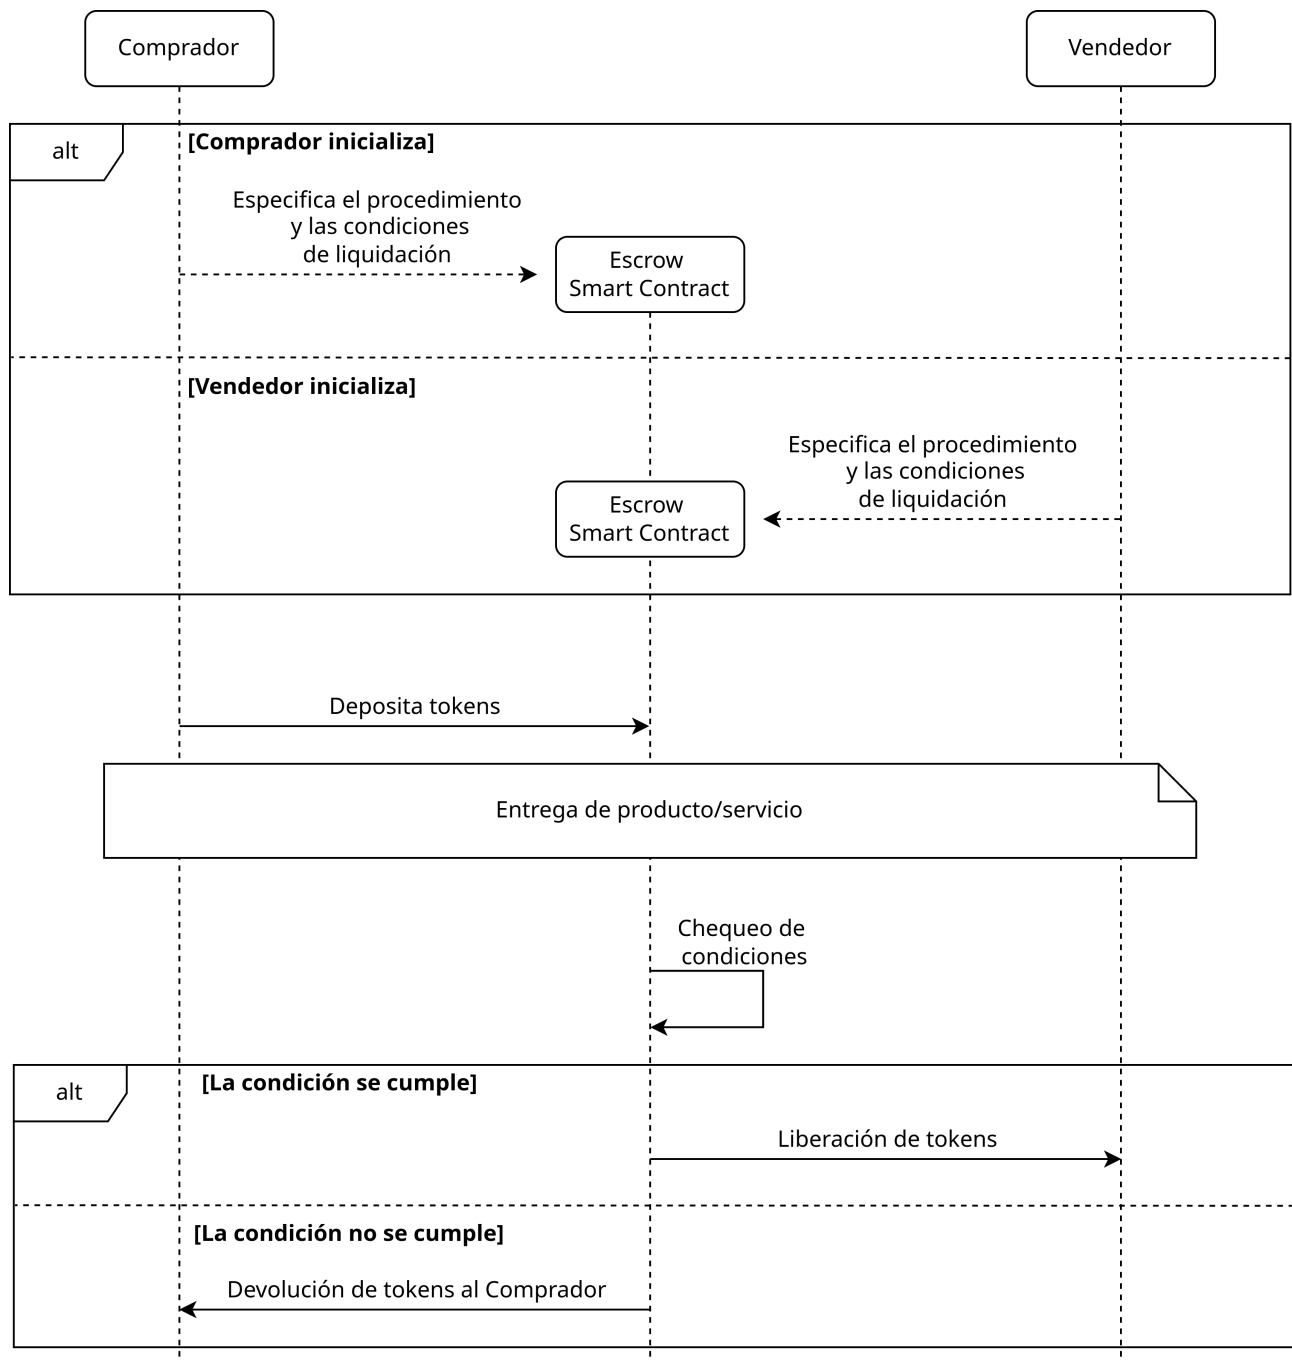 Comprador
Vendedor
alt
[Comprador inicializa]
Especifica el procedimiento
y las condiciones
de liquidación
Escrow
Smart Contract
[Vendedor inicializa]
Especifica el procedimiento
y las condiciones
de liquidación
Escrow
Smart Contract
Deposita tokens
Entrega de producto/servicio
Chequeo de
condiciones
alt
[La condición se cumple]
Liberación de tokens
[La condición no se cumple]
Devolución de tokens al Comprador